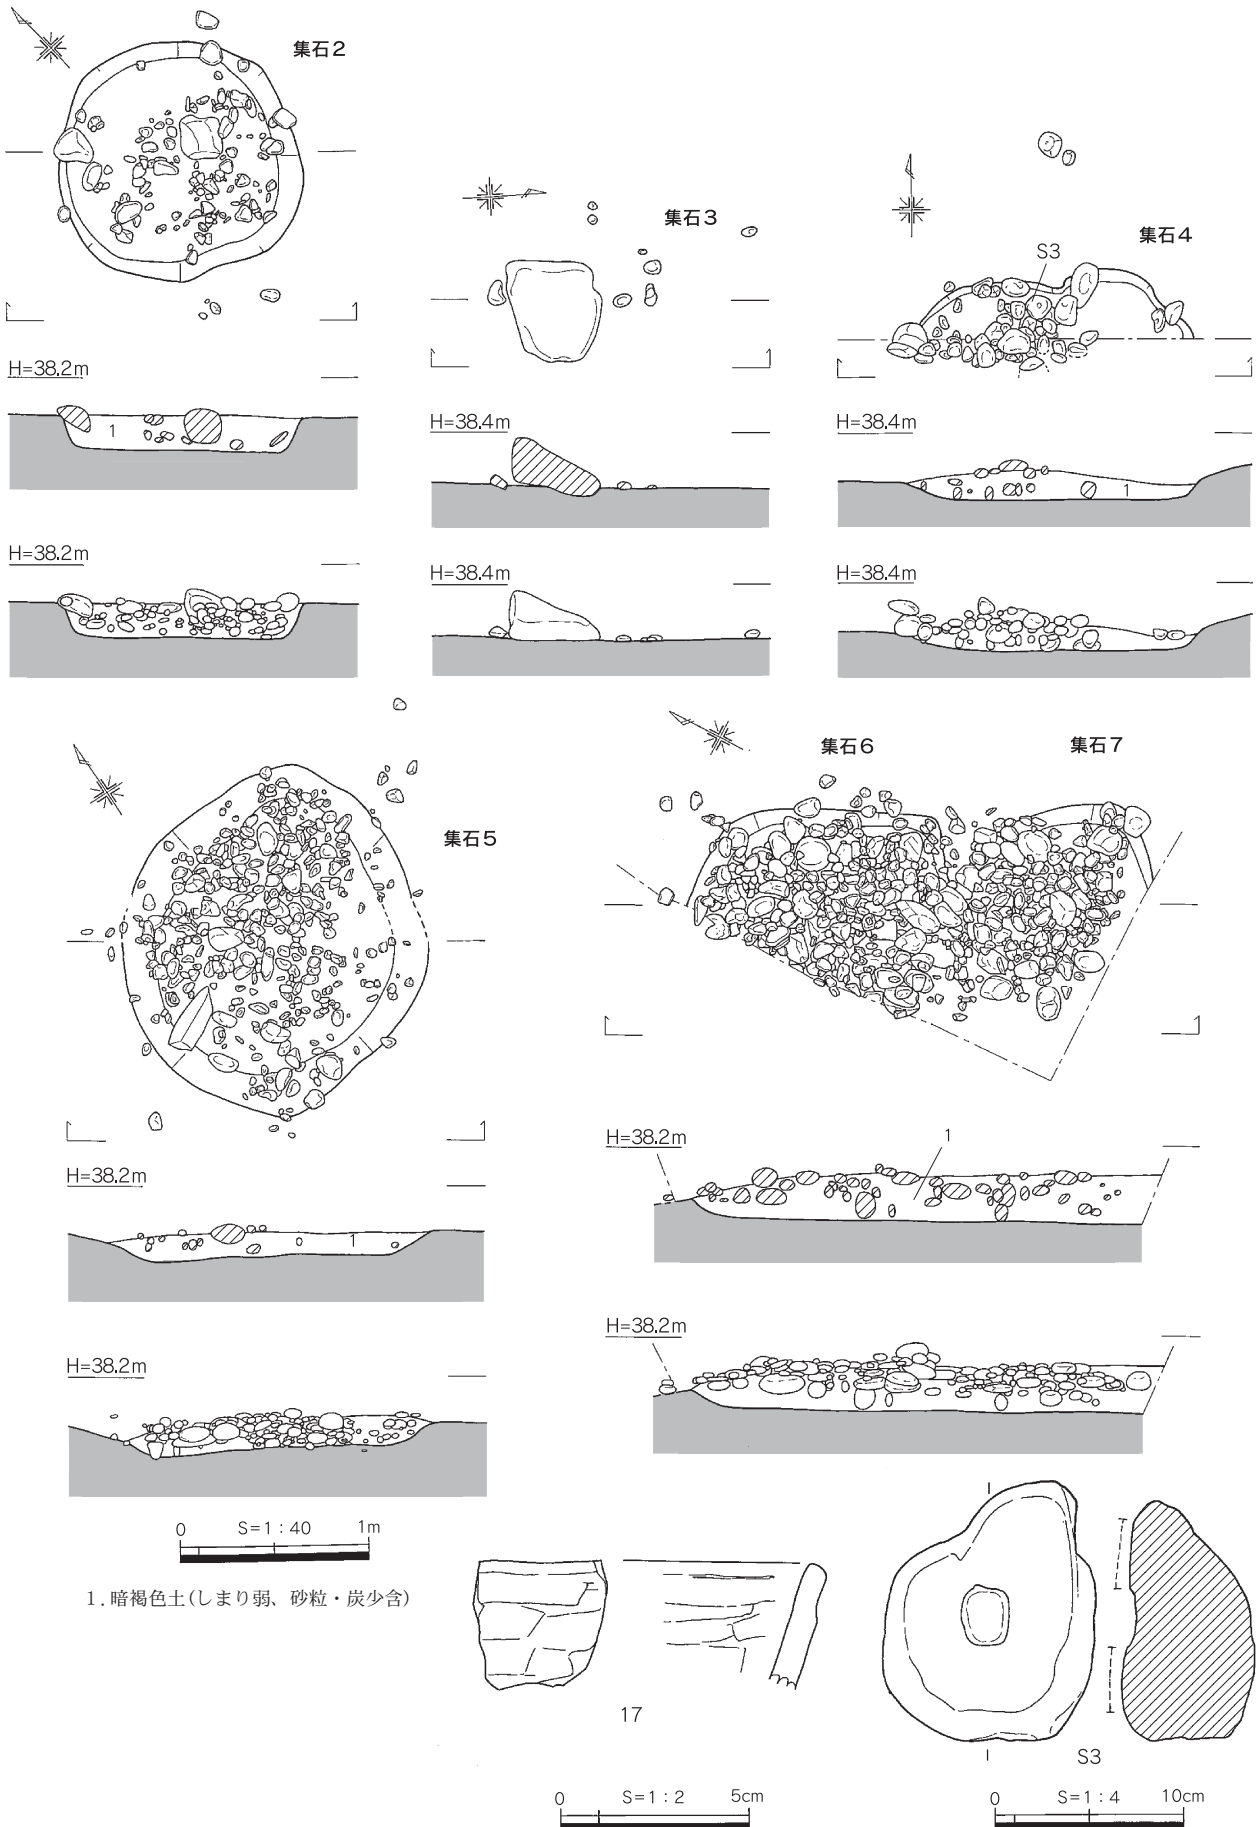 集石2
H=38.2m
1
H=38.2m
集石3
H=38.4m
H=38.4m
集石4
S3
H=38.4m
1
H=38.4m
集石5
H=38.2m
1
H=38.2m
集石6
集石7
H=38.2m
1
H=38.2m
0 S=1:40 1m
1.暗褐色土(しまり弱、砂粒・炭少含)
17
S3
0 S=1:2 5cm
0 S=1:4 10cm